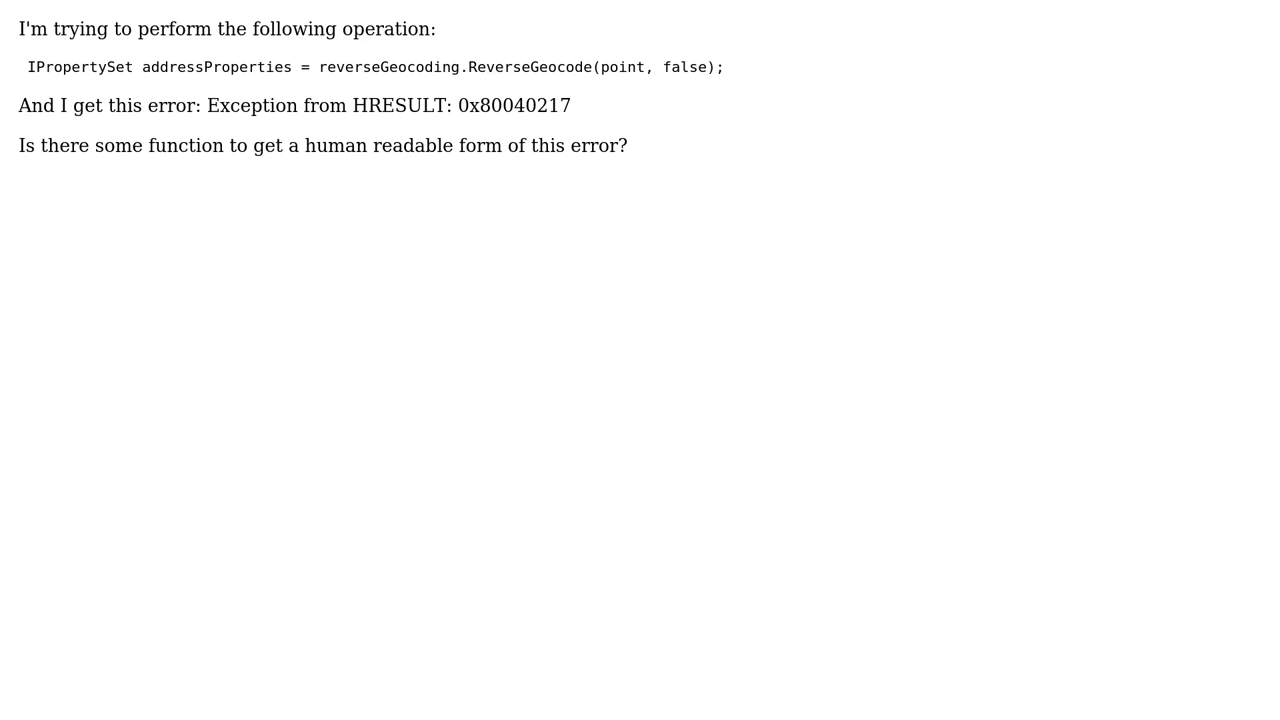 I'm trying to perform the following operation:
IPropertySet addressProperties = reverseGeocoding.ReverseGeocode(point, false);
And I get this error: Exception from HRESULT: 0x80040217
Is there some function to get a human readable form of this error?